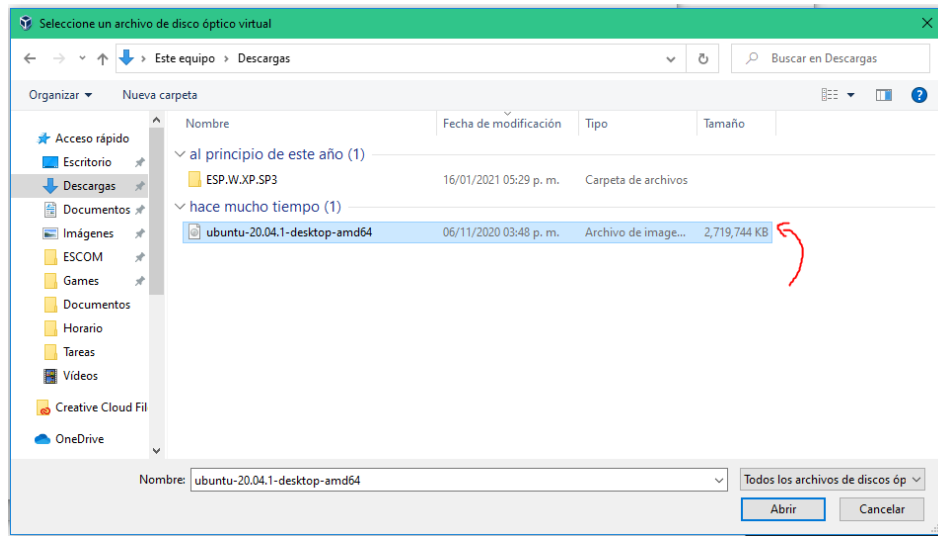 Seleccione un archivo de disco óptico virtual
Este equipo > Descargas
Buscar en Descargas
Organizar
Nueva carpeta
Nombre
Fecha de modificación
Tipo
Tamaño
Acceso rápido
Escritorio
Descargas
Documentos
Imágenes
ESCOM
Games
Documentos
Horario
Tareas
Vídeos
Creative Cloud Fil
OneDrive
al principio de este año (1)
ESP.W.XP.SP3 16/01/2021 05:29 p. m. Carpeta de archivos
hace mucho tiempo (1)
ubuntu-20.04.1-desktop-amd64 06/11/2020 03:48 p. m. Archivo de image... 2,719,744 KB
Nombre: ubuntu-20.04.1-desktop-amd64
Todos los archivos de discos óp
Abrir
Cancelar